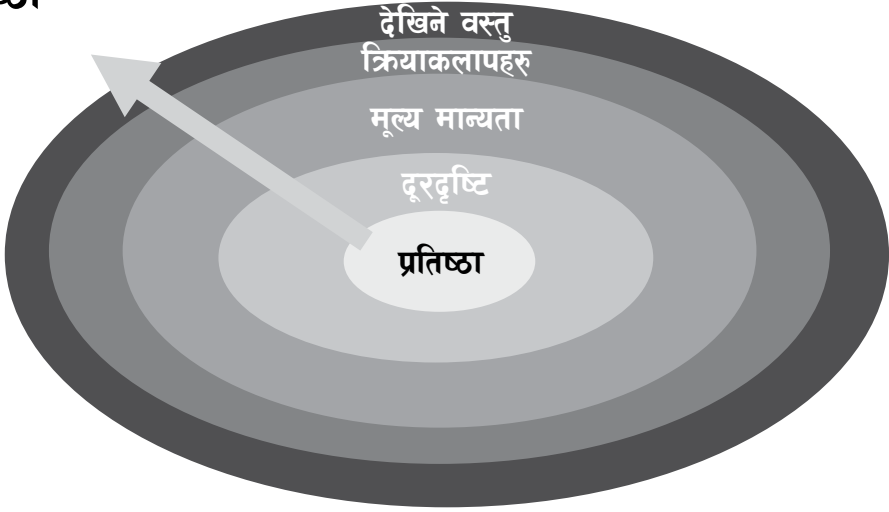 देखिने वस्तु
क्रियाकलापहरु
मूल्य मान्यता
दूरदृष्टि
प्रतिष्ठा